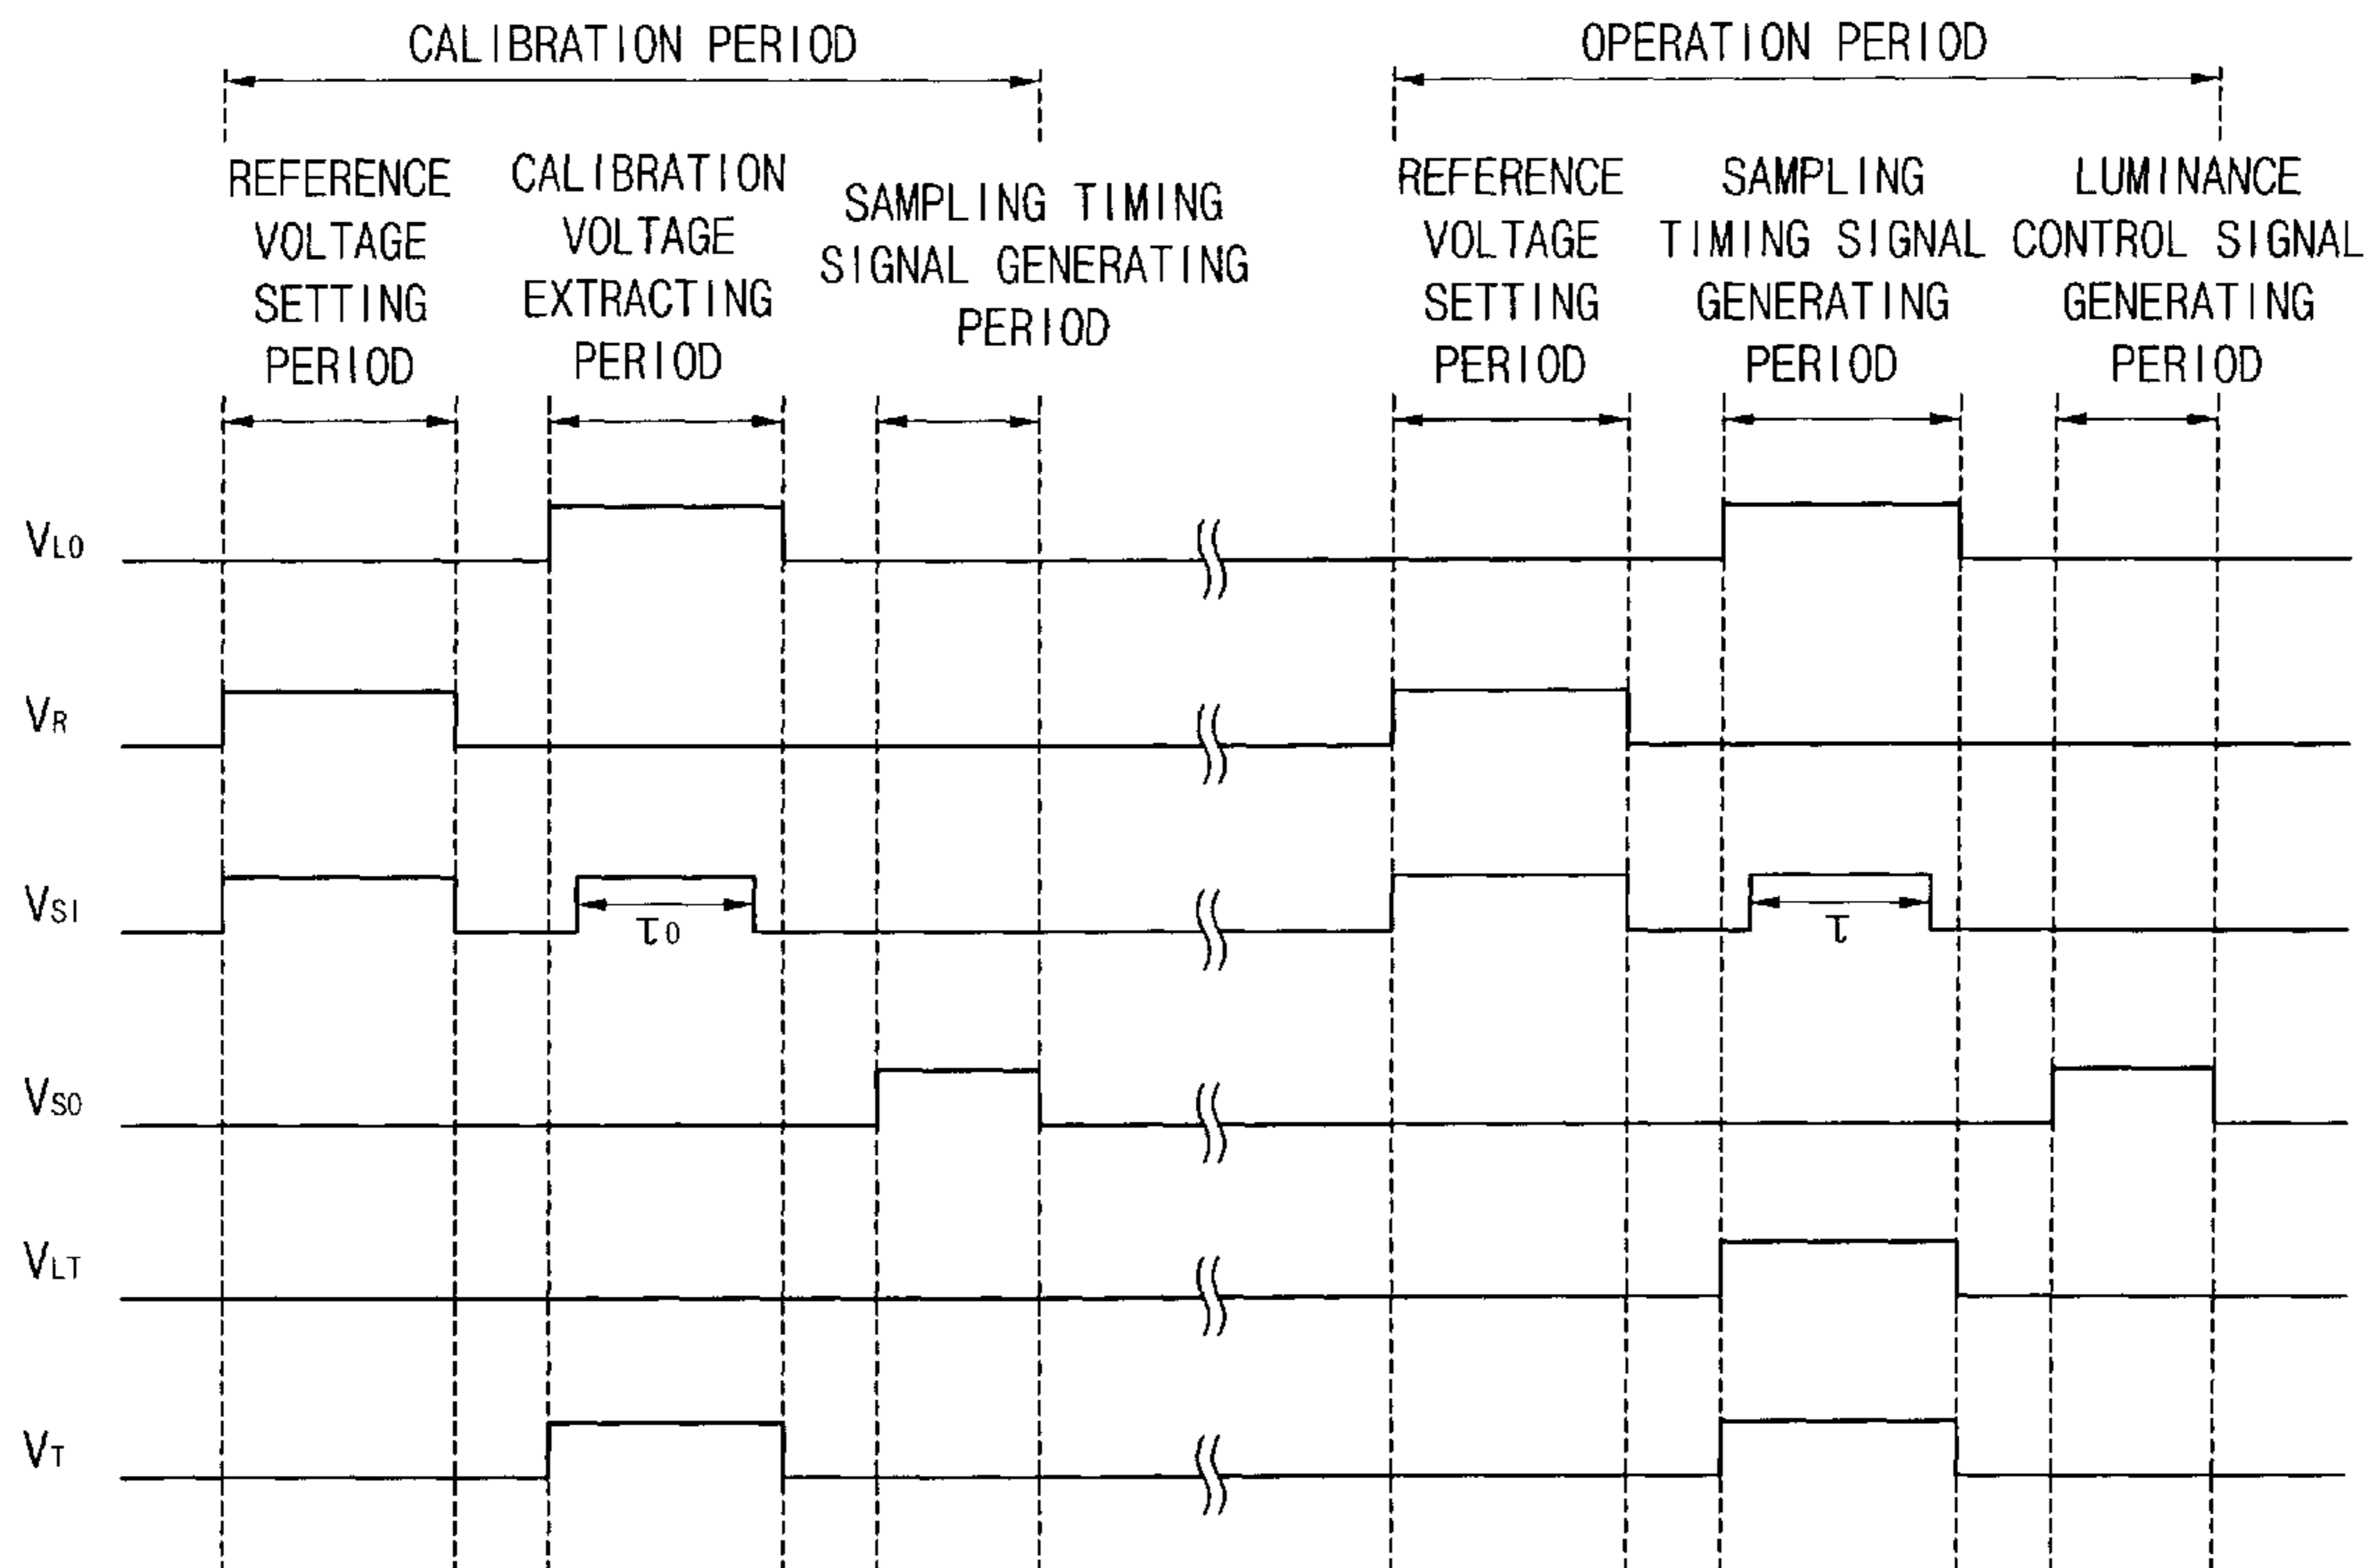 CALIBRATION PERIOD
OPERATION PERIOD
REFERENCE
VOLTAGE
SETTING
PERIOD
CALIBRATION
VOLTAGE
EXTRACTING
PERIOD
SAMPLING TIMING
SIGNAL GENERATING
PERIOD
REFERENCE
VOLTAGE
SETTING
PERIOD
SAMPLING
TIMING SIGNAL
GENERATING
PERIOD
LUMINANCE
CONTROL SIGNAL
GENERATING
PERIOD
VLO
VR
VSI
τ0
τ
VSO
VLT
VT